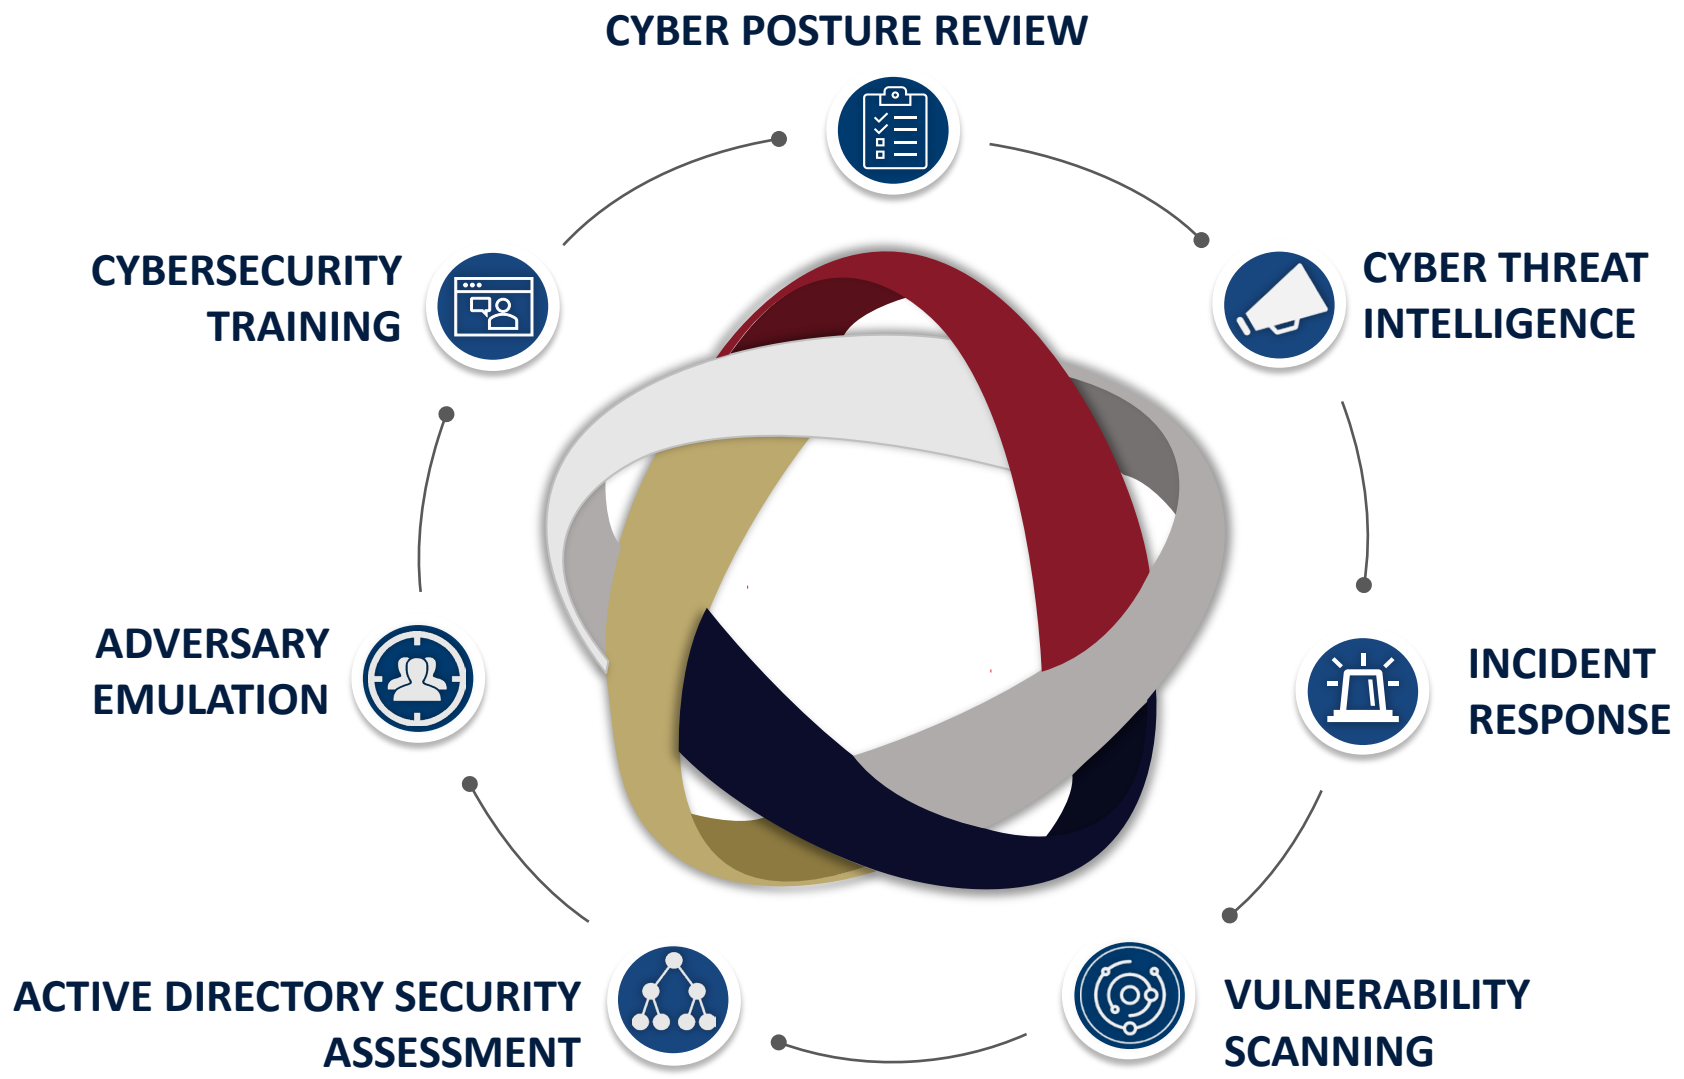 CYBER POSTURE REVIEW
CYBER THREAT
INTELLIGENCE
INCIDENT
RESPONSE
VULNERABILITY
SCANNING
ACTIVE DIRECTORY SECURITY
ASSESSMENT
ADVERSARY
EMULATION
CYBERSECURITY
TRAINING